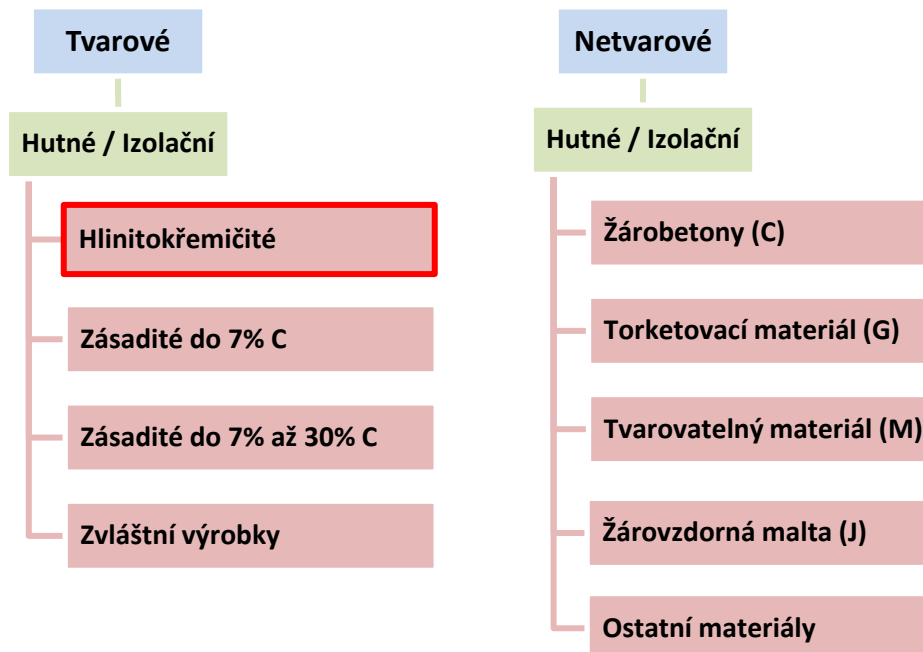 Tvarové
Hutné / Izolační
Hlinitokřemičité
Zásadité do 7% C
Zásadité do 7% až 30% C
Zvláštní výrobky
Netvarové
Hutné / Izolační
Žárobetony (C)
Torketovací materiál (G)
Tvarovatelný materiál (M)
Žárovzdorná malta (J)
Ostatní materiály